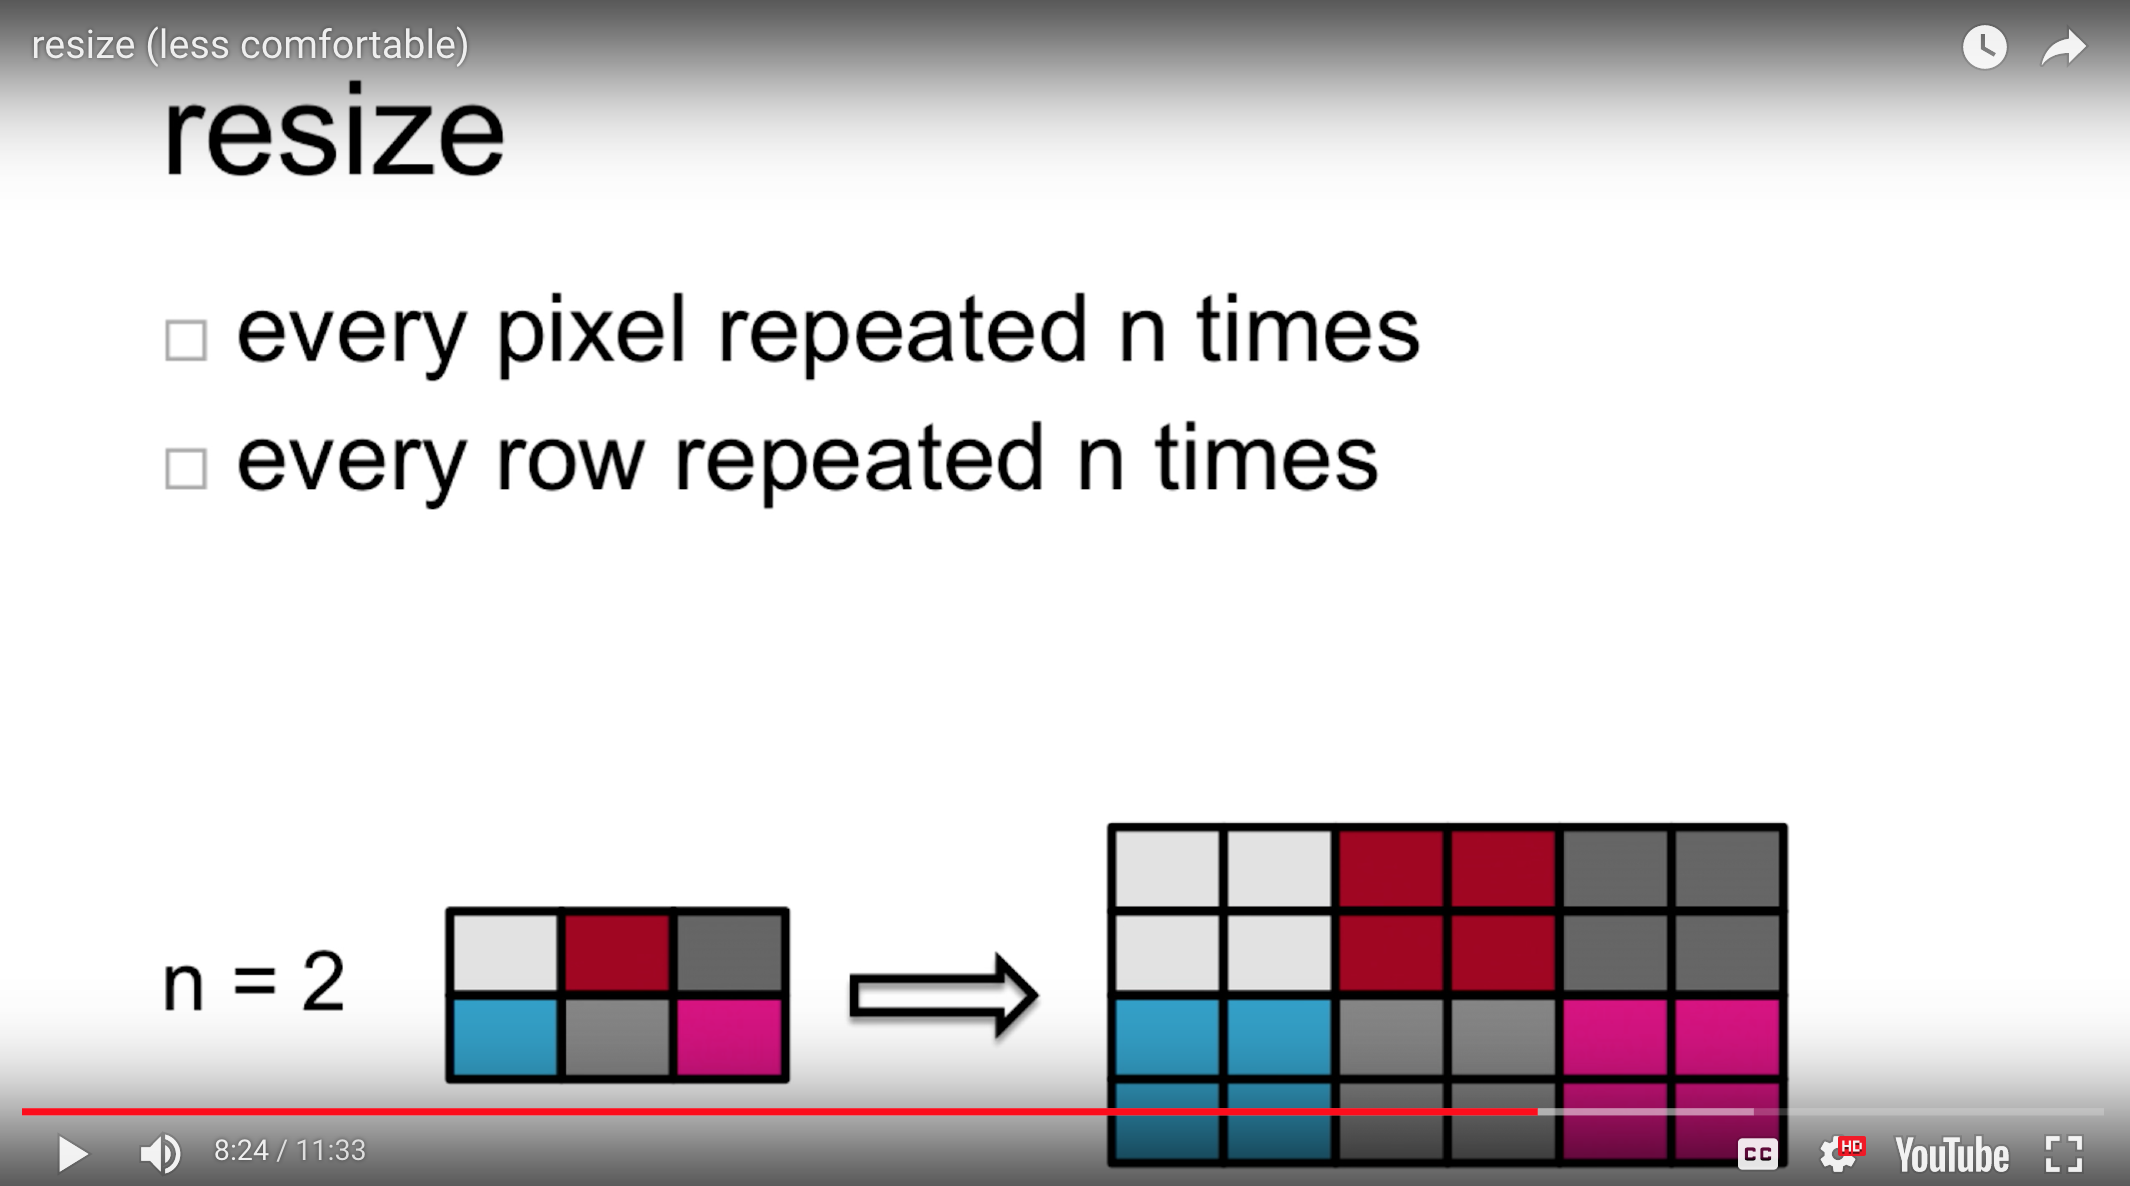 resize (less comfortable)
resize
every pixel repeated n times
every row repeated n times
n = 2
8:24 / 11:33
CC
HD
YouTube